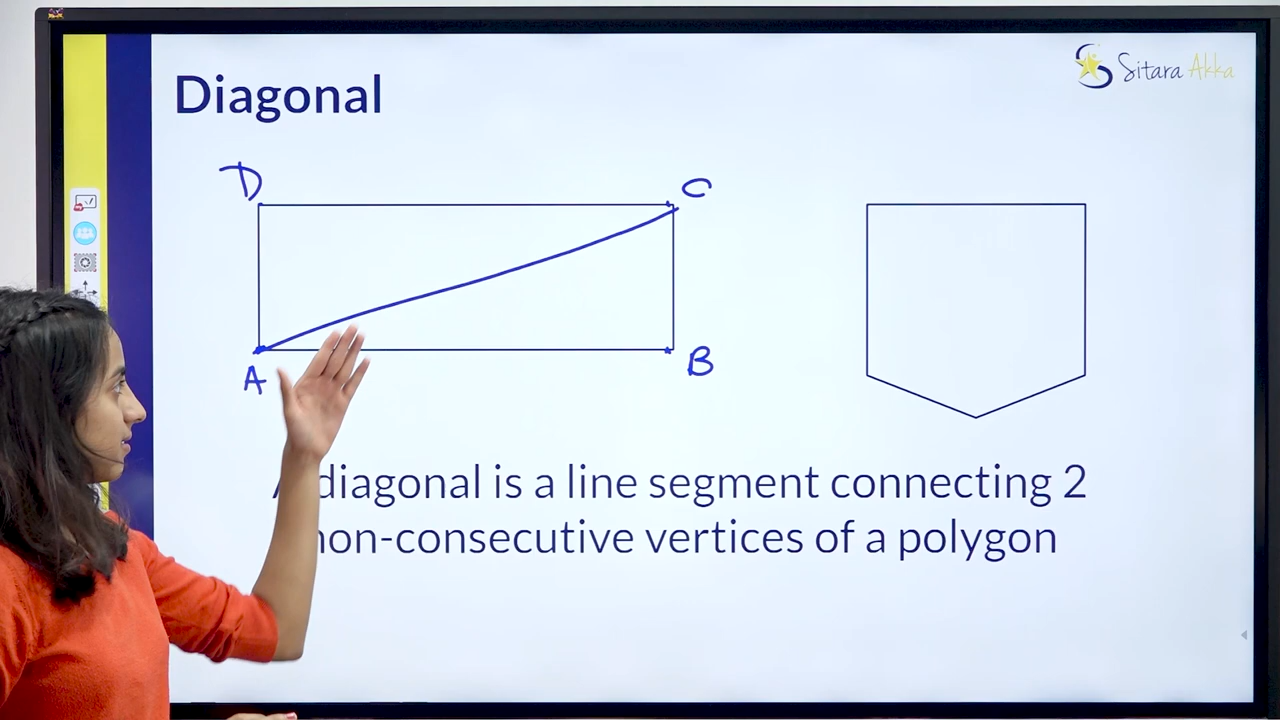 Sitara Akka
Diagonal
D
C
A
B
A diagonal is a line segment connecting 2
non-consecutive vertices of a polygon